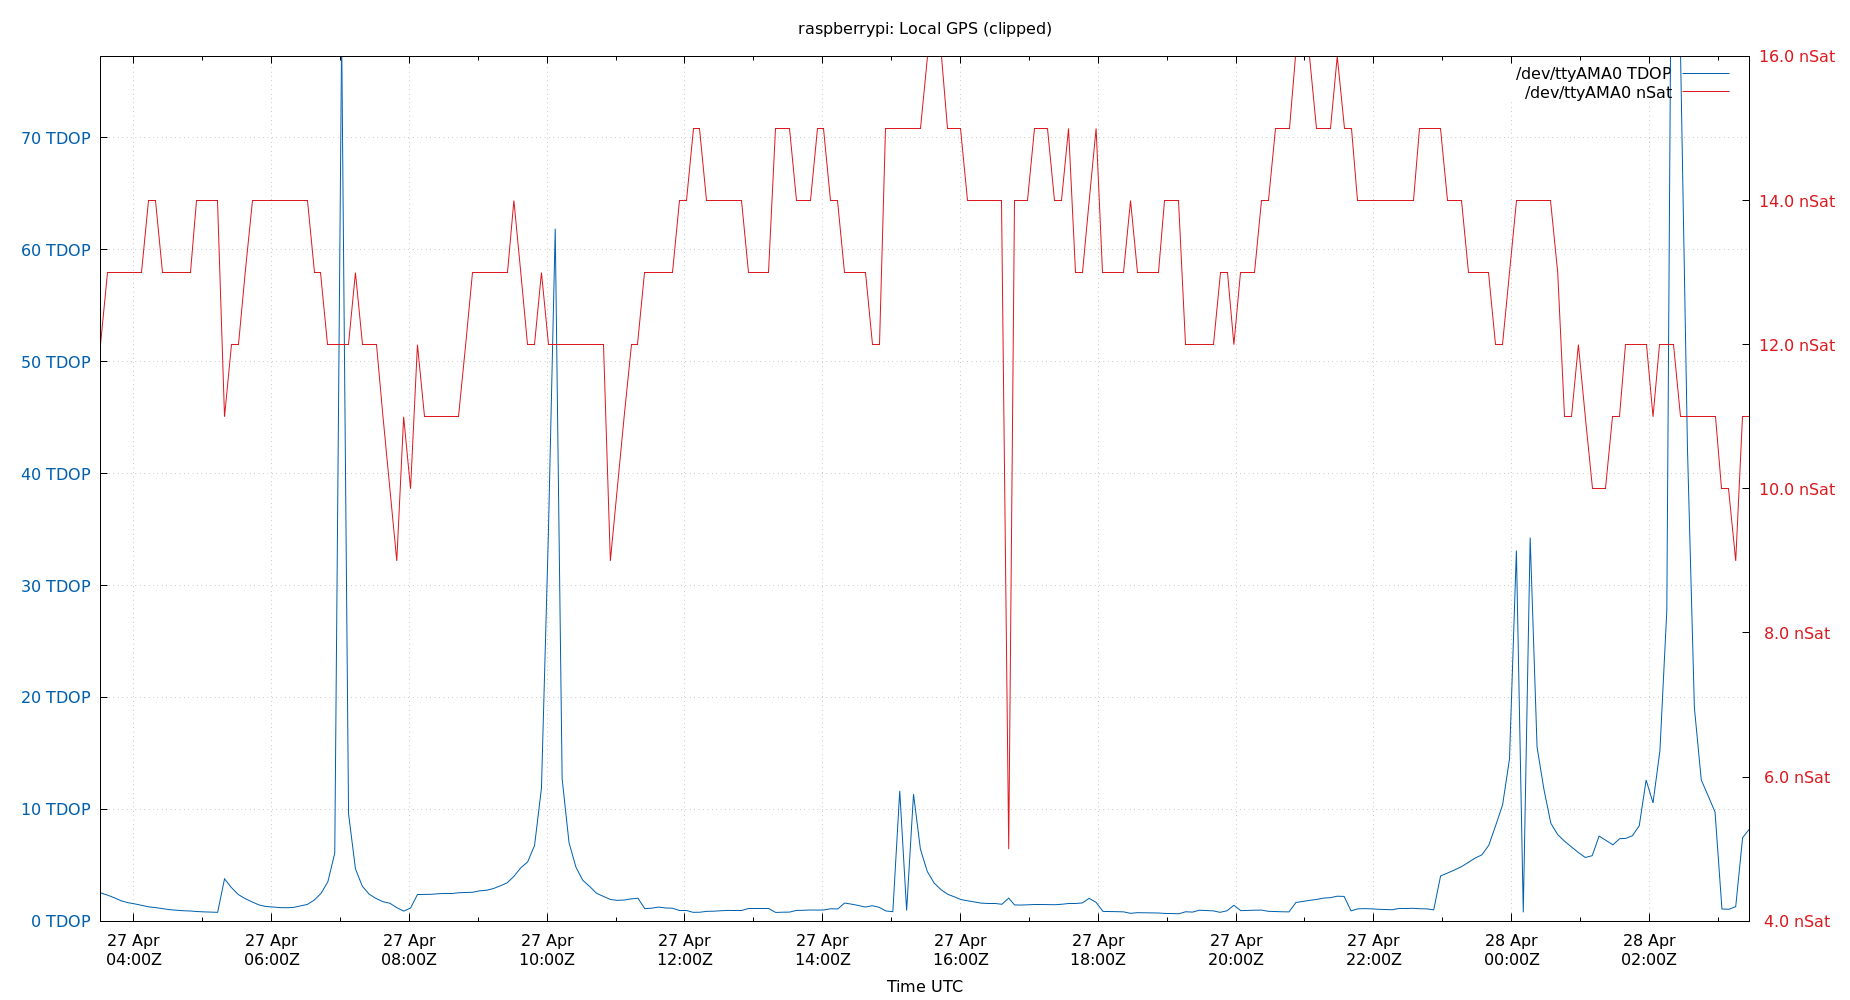 raspberrypi: Local GPS (clipped)
16.0 nSat
/dev/ttyAMA0 TDOP
/dev/ttyAMA0 nSat
70 TDOP
14.0 nSat
60 TDOP
12.0 nSat
50 TDOP
40 TDOP
10.0 nSat
30 TDOP
8.0 nSat
20 TDOP
6.0 nSat
10 TDOP
0 TDOP
4.0 nSat
27 Apr 27 Apr 27 Apr 27 Apr 27 Apr 27 Apr 27 Apr 27 Apr 27 Apr 27 Apr 28 Apr 28 Apr
04:00Z 06:00Z 08:00Z 10:00Z 12:00Z 14:00Z 16:00Z 18:00Z 20:00Z 22:00Z 00:00Z 02:00Z
Time UTC